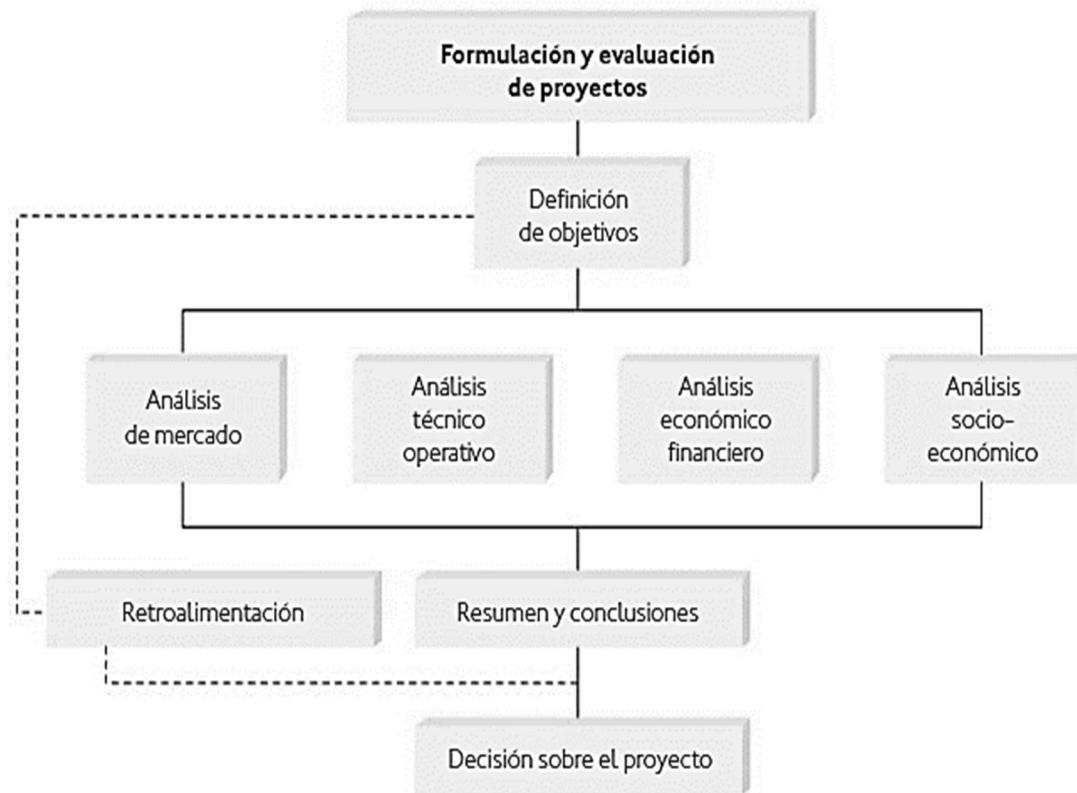 Formulación y evaluación
de proyectos
Definición
de objetivos
Análisis
de mercado
Análisis
técnico
operativo
Análisis
económico
financiero
Análisis
socio-
económico
Retroalimentación
Resumen y conclusiones
Decisión sobre el proyecto